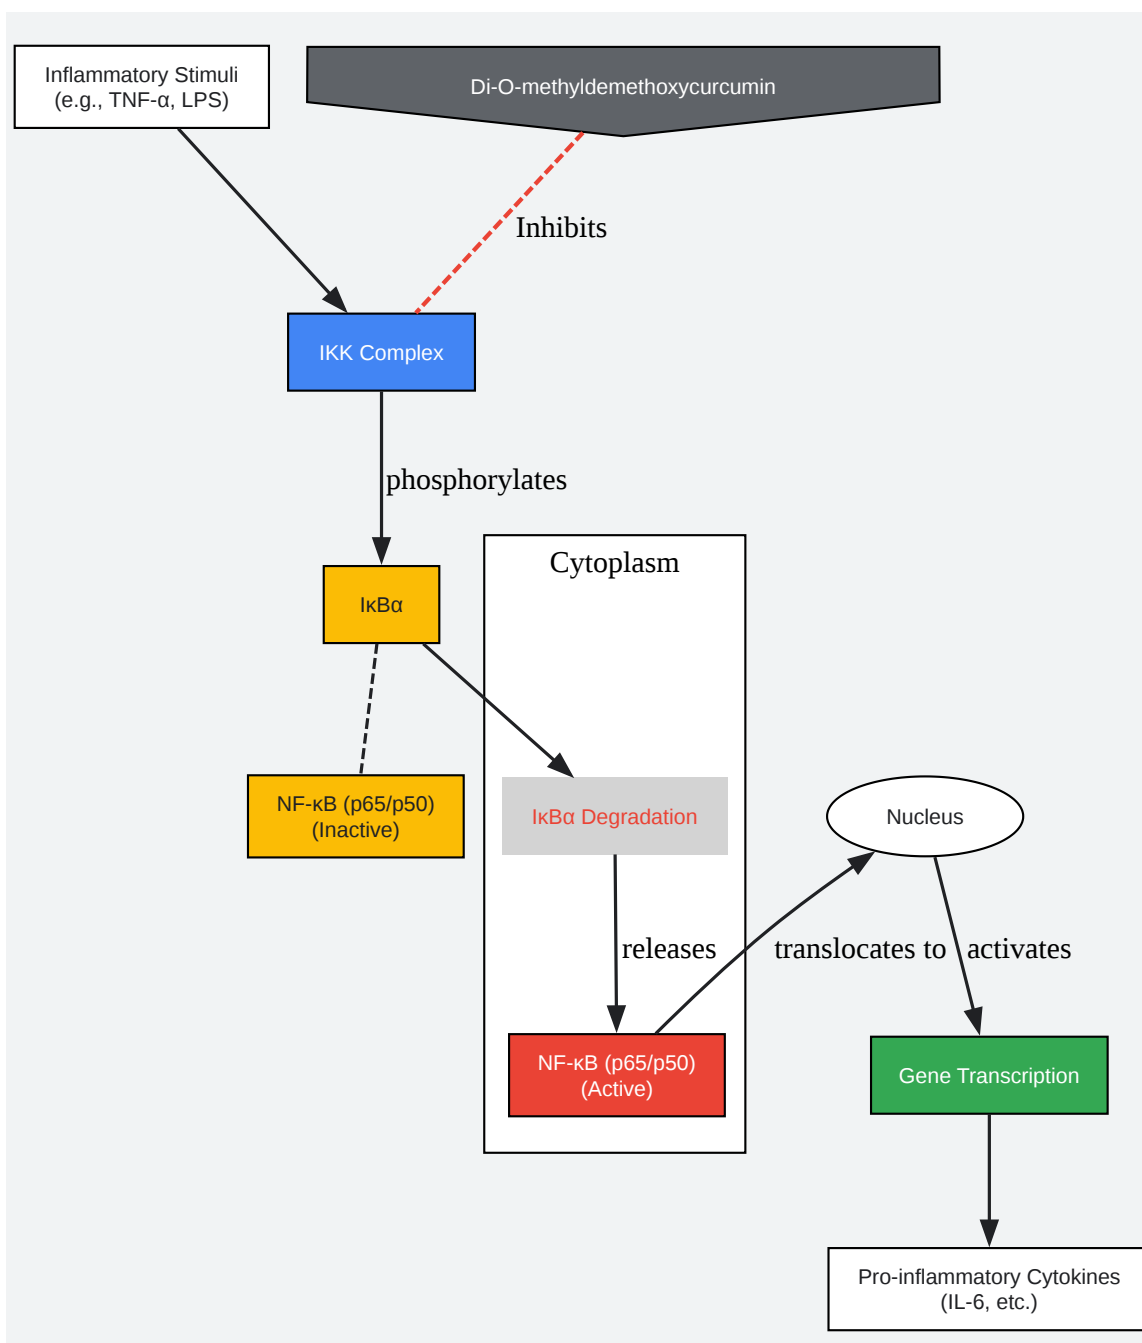 Inflammatory Stimuli
(e.g., TNF-α, LPS)
Di-O-methyldemethoxycurcumin
Inhibits
IKK Complex
phosphorylates
Cytoplasm
IκBα
NF-κB (p65/p50)
(Inactive)
IκBα Degradation
Nucleus
releases
translocates to
activates
NF-κB (p65/p50)
(Active)
Gene Transcription
Pro-inflammatory Cytokines
(IL-6, etc.)